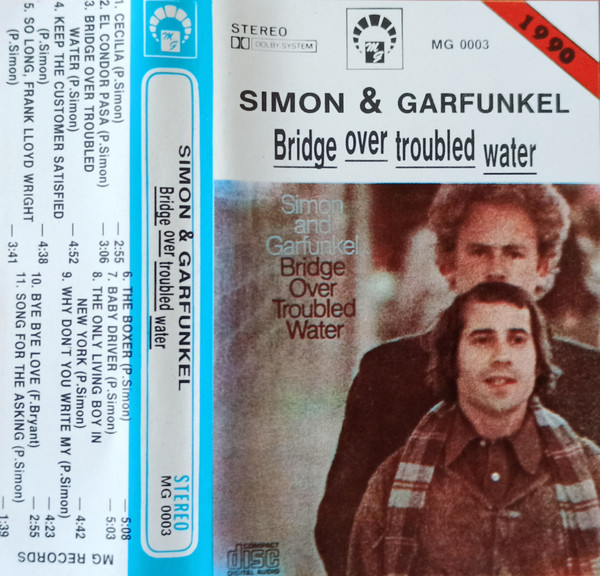 1. CECILIA (P.Simon) — 2:55
2. EL CONDOR PASA (P.Simon) — 3:06
3. BRIDGE OVER TROUBLED
WATER (P.Simon) — 4:52
4. KEEP THE CUSTOMER SATISFIED
(P.Simon) — 4:38
5. SO LONG, FRANK LLOYD WRIGHT
(P.Simon) — 3:41
6. THE BOXER (P.Simon) — 5:08
7. BABY DRIVER (P.Simon) — 5:03
8. THE ONLY LIVING BOY IN
NEW YORK (P.Simon) — 4:42
9. WHY DONT YOU WRITE MY (P.Simon) — 4:23
10. BYE BYE LOVE (F.Bryant) — 2:55
11. SONG FOR THE ASKING (P.Simon) — 1:39
MG RECORDS
MG
SIMON & GARFUNKEL
Bridge over troubled water
STEREO
MG 0003
STEREO
DOLBY SYSTEM
MG
MG 0003
1990
SIMON & GARFUNKEL
Bridge over troubled water
Simon
and
Garfunkel
Bridge
Over
Troubled
Water
COMPACT
disc
DIGITAL AUDIO